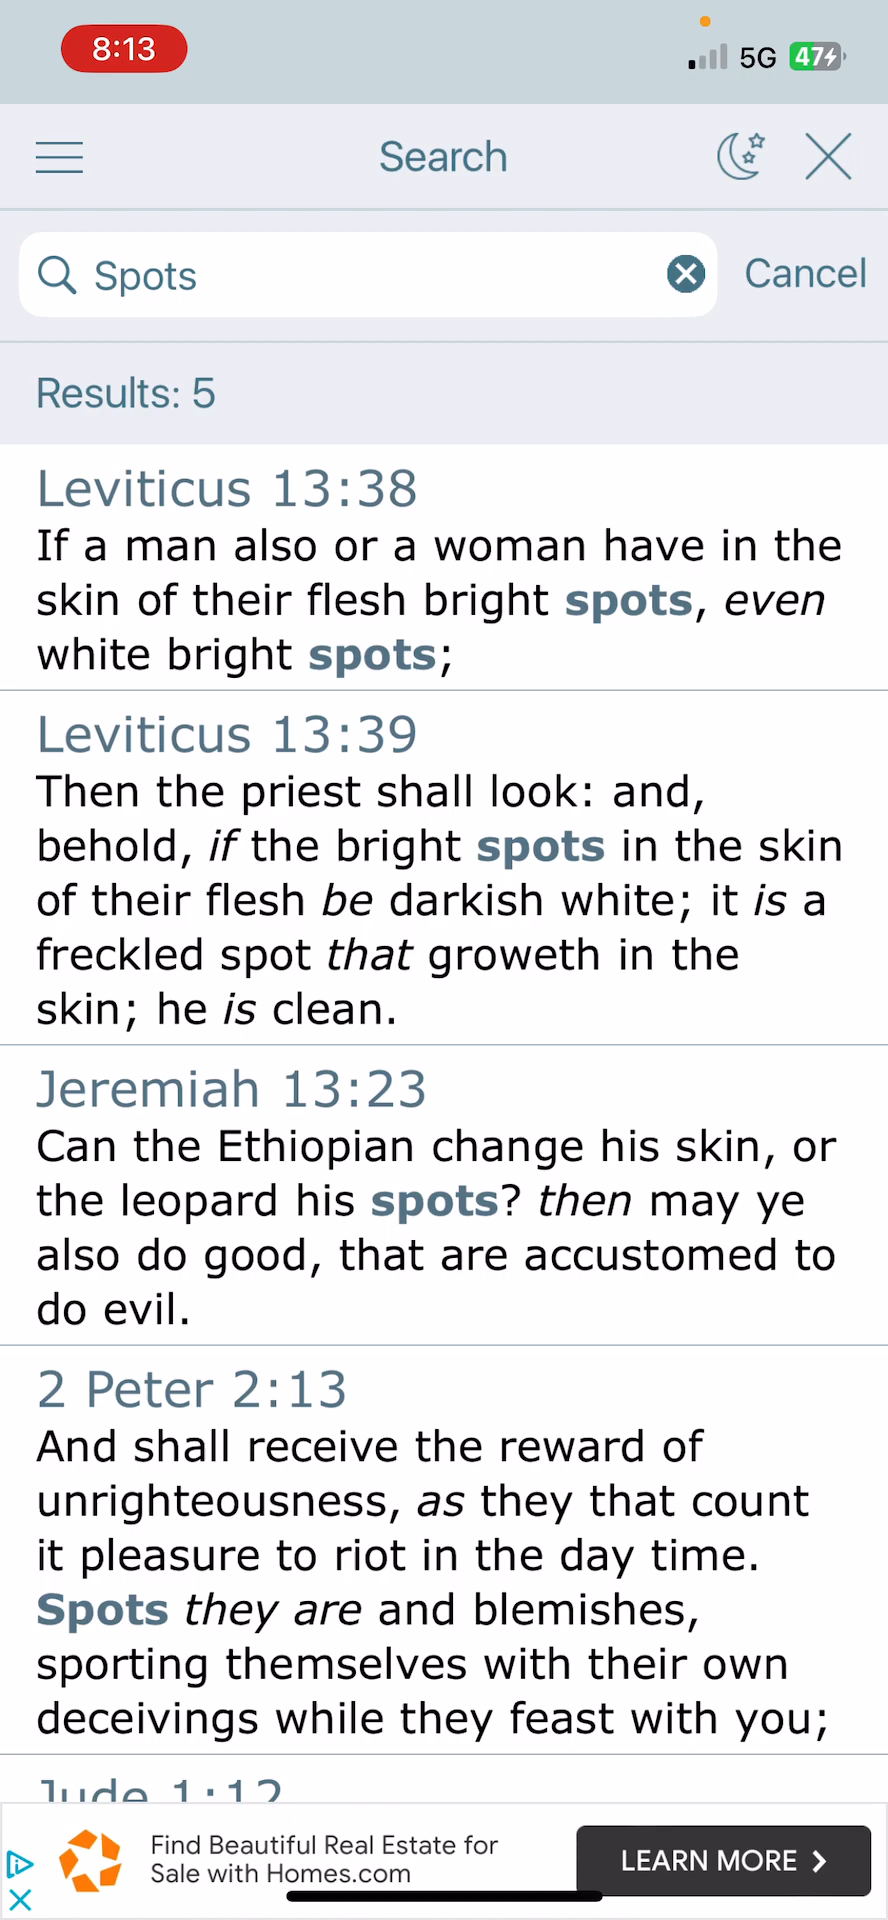 8:13
5G 47
Search
Spots
Cancel
Results: 5
Leviticus 13:38
If a man also or a woman have in the
skin of their flesh bright spots, even
white bright spots;
Leviticus 13:39
Then the priest shall look: and,
behold, if the bright spots in the skin
of their flesh be darkish white; it is a
freckled spot that groweth in the
skin; he is clean.
Jeremiah 13:23
Can the Ethiopian change his skin, or
the leopard his spots? then may ye
also do good, that are accustomed to
do evil.
2 Peter 2:13
And shall receive the reward of
unrighteousness, as they that count
it pleasure to riot in the day time.
Spots they are and blemishes,
sporting themselves with their own
deceivings while they feast with you;
Jude 1:12
Find Beautiful Real Estate for
Sale with Homes.com
LEARN MORE